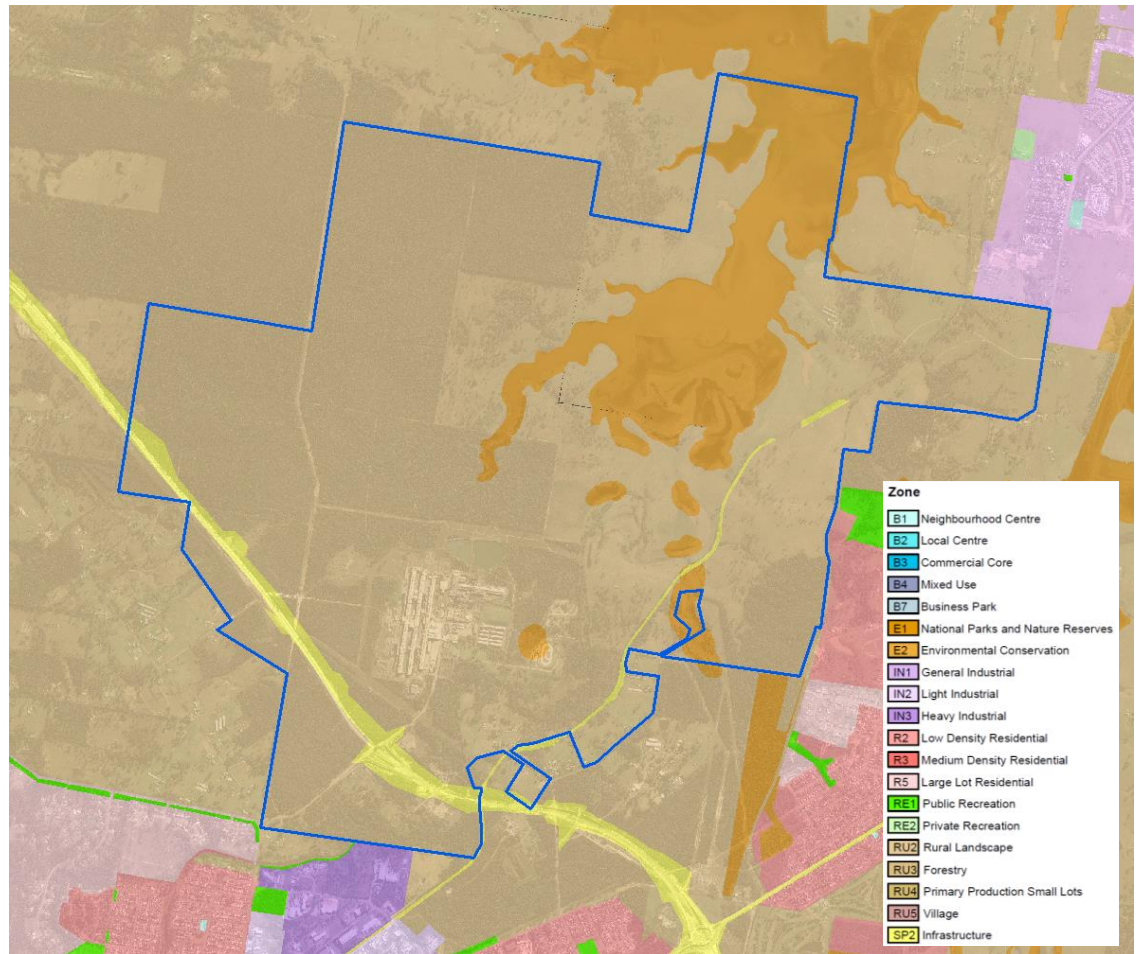 Zone
B1 Neighbourhood Centre
B2 Local Centre
B3 Commercial Core
B4 Mixed Use
B7 Business Park
E1 National Parks and Nature Reserves
E2 Environmental Conservation
IN1 General Industrial
IN2 Light Industrial
IN3 Heavy Industrial
R2 Low Density Residential
R3 Medium Density Residential
R5 Large Lot Residential
RE1 Public Recreation
RE2 Private Recreation
RU2 Rural Landscape
RU3 Forestry
RU4 Primary Production Small Lots
RU5 Village
SP2 Infrastructure